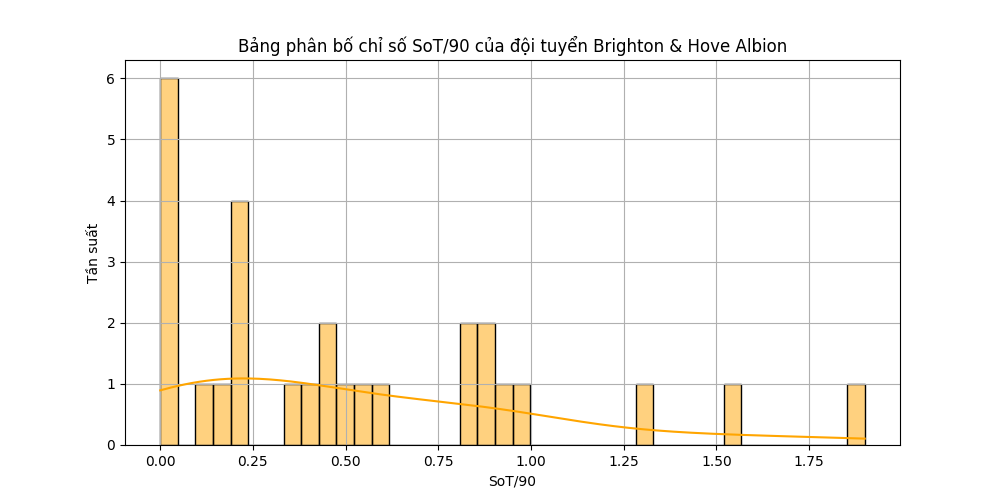 Bảng phân bố chỉ số SoT/90 của đội tuyển Brighton & Hove Albion
Tần suất
6
5
4
3
2
1
0
0.00 0.25 0.50 0.75 1.00 1.25 1.50 1.75
SoT/90